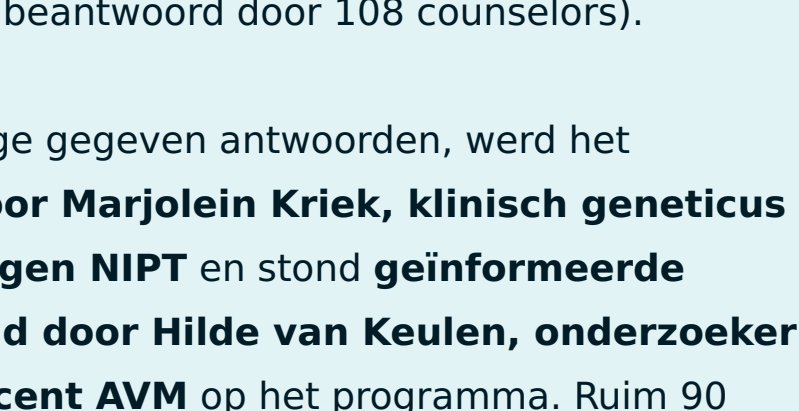 beantwoord door 108 counselors).
ge gegeven antwoorden, werd het
oor Marjolein Kriek, klinisch geneticus
gen NIPT en stond geïnformeerde
d door Hilde van Keulen, onderzoeker
cent AVM op het programma. Ruim 90